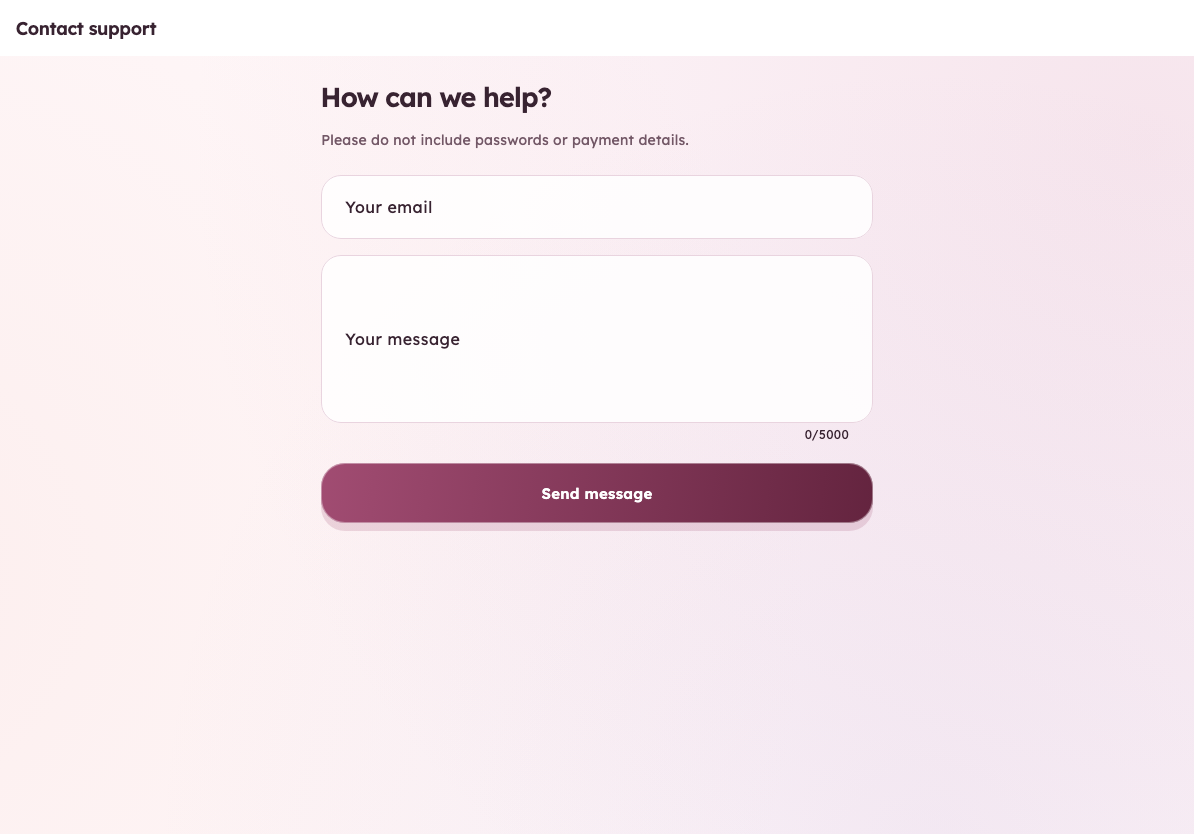 Contact support
How can we help?
Please do not include passwords or payment details.
Your email
Your message
0/5000
Send message